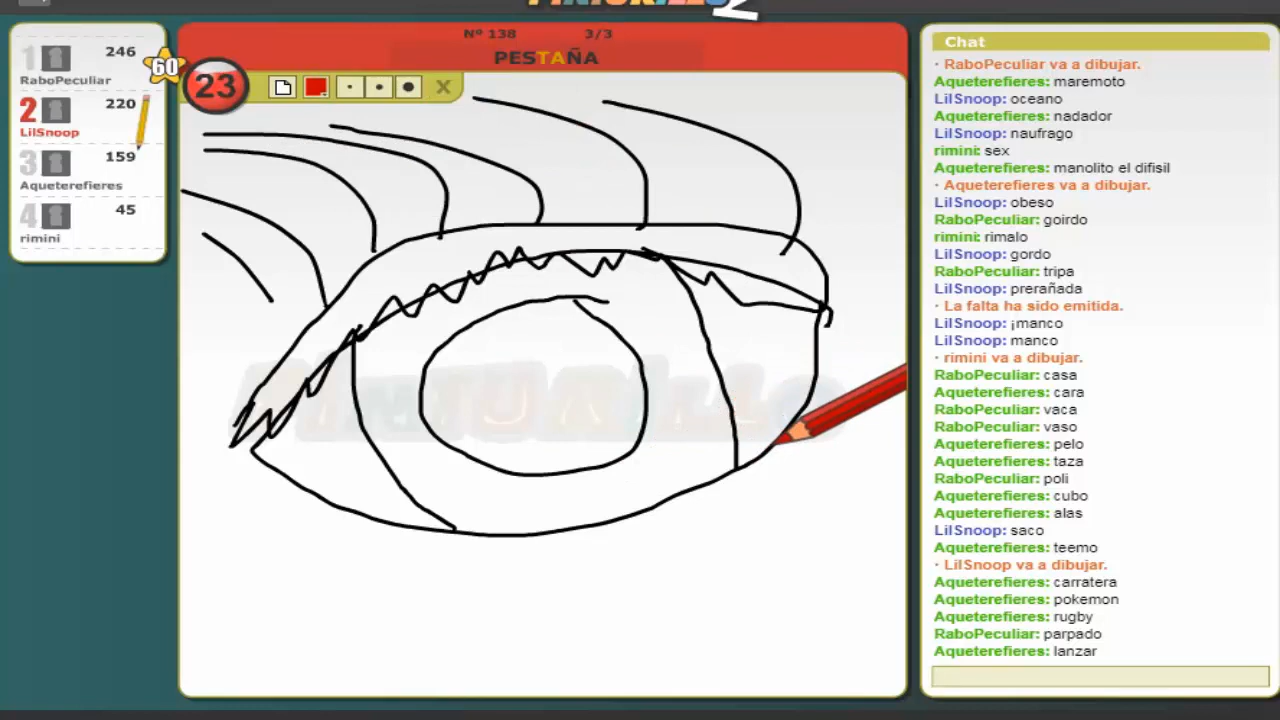 PINTURILLO 2
1 246
RaboPeculiar
60
2 220
LilSnoop
3 159
Aqueterefieres
4 45
rimini
Nº 138 3/3
PESTAÑA
23
X
PINTURILLO
Chat
· RaboPeculiar va a dibujar.
Aqueterefieres: maremoto
LilSnoop: oceano
Aqueterefieres: nadador
LilSnoop: naufrago
rimini: sex
Aqueterefieres: manolito el difisil
· Aqueterefieres va a dibujar.
LilSnoop: obeso
RaboPeculiar: goirdo
rimini: rimalo
LilSnoop: gordo
RaboPeculiar: tripa
LilSnoop: prerañada
· La falta ha sido emitida.
LilSnoop: ¡manco
LilSnoop: manco
· rimini va a dibujar.
RaboPeculiar: casa
Aqueterefieres: cara
RaboPeculiar: vaca
RaboPeculiar: vaso
Aqueterefieres: pelo
Aqueterefieres: taza
RaboPeculiar: poli
Aqueterefieres: cubo
Aqueterefieres: alas
LilSnoop: saco
Aqueterefieres: teemo
· LilSnoop va a dibujar.
Aqueterefieres: carratera
Aqueterefieres: pokemon
Aqueterefieres: rugby
RaboPeculiar: parpado
Aqueterefieres: lanzar